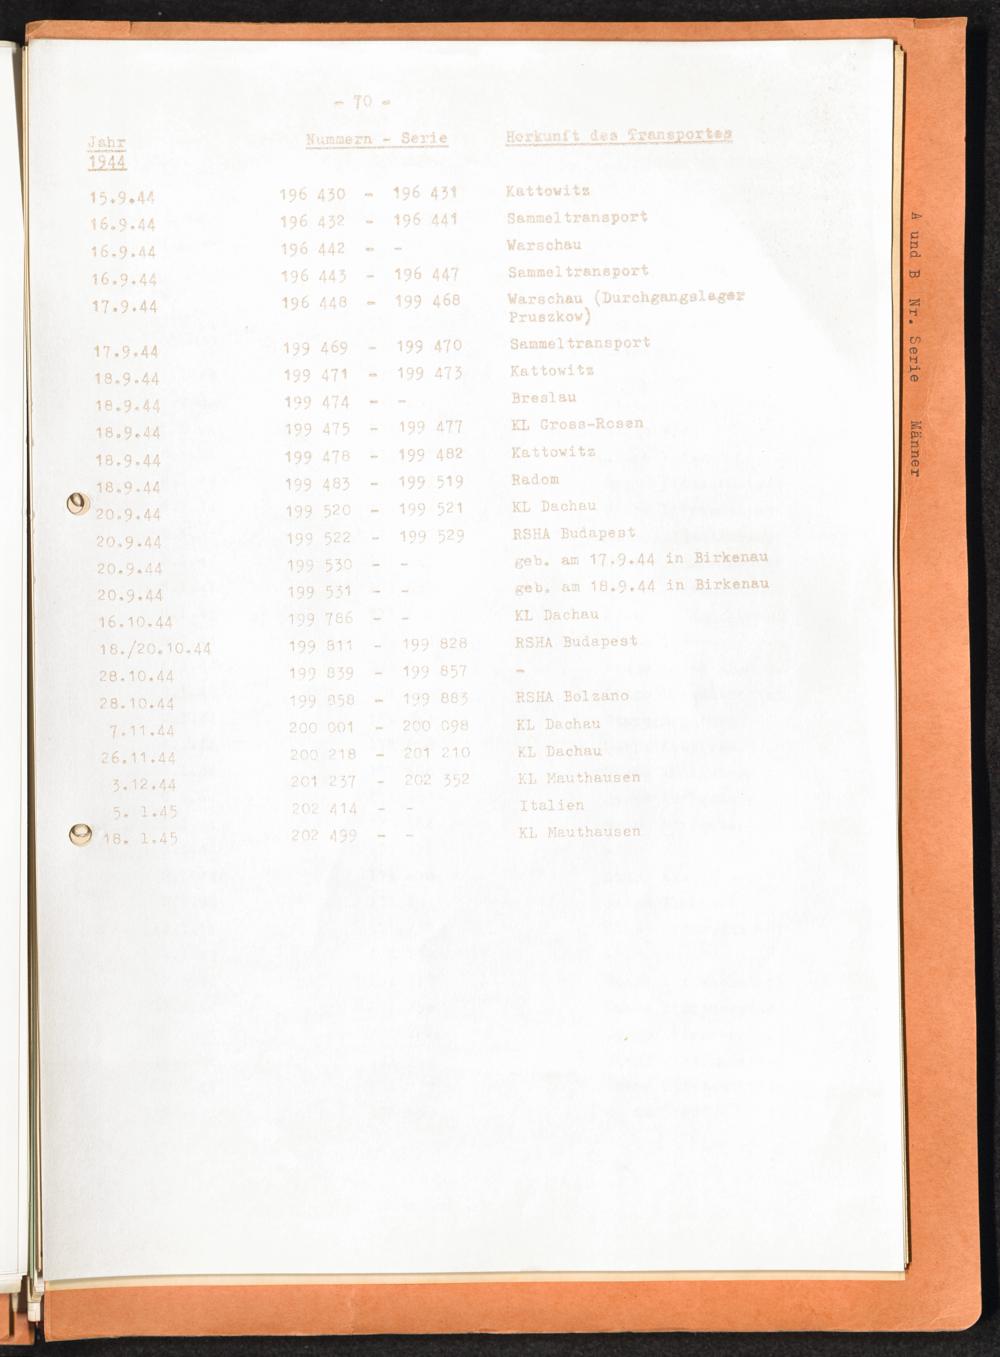 - 70 -
Jahr Nummern - Serie Herkunft des Transportes
1944
15.9.44 196 430 - 196 431 Kattowitz
16.9.44 196 432 - 196 441 Sammeltransport
16.9.44 196 442 - - Warschau
16.9.44 196 443 - 196 447 Sammeltransport
17.9.44 196 448 - 199 468 Warschau (Durchgangslager
Pruszkow)
17.9.44 199 469 - 199 470 Sammeltransport
18.9.44 199 471 - 199 473 Kattowitz
18.9.44 199 474 - - Breslau
18.9.44 199 475 - 199 477 KL Gross-Rosen
18.9.44 199 478 - 199 482 Kattowitz
18.9.44 199 483 - 199 519 Radom
20.9.44 199 520 - 199 521 KL Dachau
20.9.44 199 522 - 199 529 RSHA Budapest
20.9.44 199 530 - - geb. am 17.9.44 in Birkenau
20.9.44 199 531 - - geb. am 18.9.44 in Birkenau
16.10.44 199 786 - - KL Dachau
18./20.10.44 199 811 - 199 828 RSHA Budapest
28.10.44 199 839 - 199 857 -
28.10.44 199 858 - 199 883 RSHA Bolzano
7.11.44 200 001 - 200 098 KL Dachau
26.11.44 200 218 - 201 210 KL Dachau
3.12.44 201 237 - 202 352 KL Mauthausen
5. 1.45 202 414 - - Italien
18. 1.45 202 499 - - KL Mauthausen
A und B Nr. Serie Männer